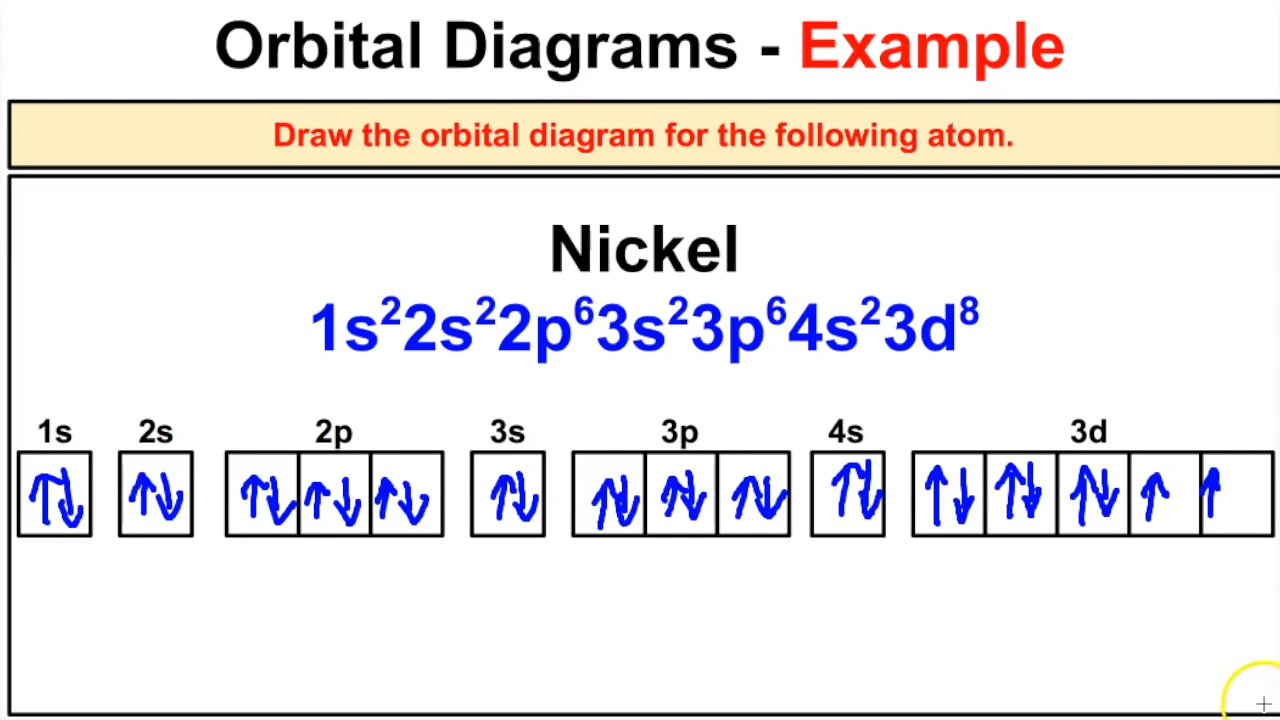 Orbital Diagrams - Example
Draw the orbital diagram for the following atom.
Nickel
1s²2s²2p⁶3s²3p⁶4s²3d⁸
1s 2s 2p 3s 3p 4s 3d
↑↓ ↑↓ ↑↓ ↑↓ ↑↓ ↑↓ ↑↓ ↑↓ ↑↓ ↑↓ ↑↓ ↑↓ ↑↓ ↑ ↑